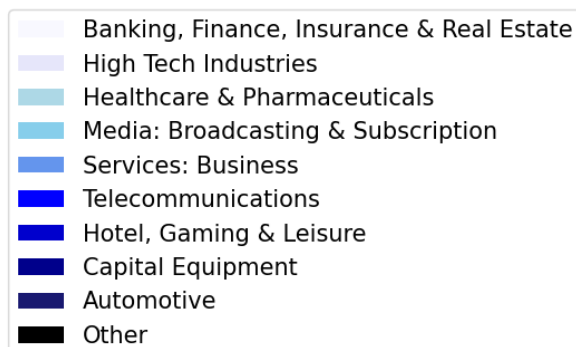 Banking, Finance, Insurance & Real Estate
High Tech Industries
Healthcare & Pharmaceuticals
Media: Broadcasting & Subscription
Services: Business
Telecommunications
Hotel, Gaming & Leisure
Capital Equipment
Automotive
Other